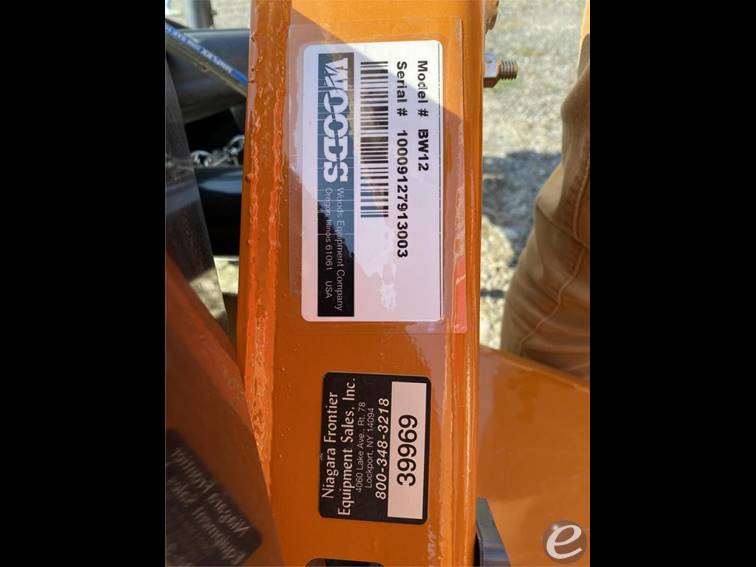 Model # BW12
Serial # 10009127913003
WOODS
Woods Equipment Company
Oregon, Illinois 61061 USA
Niagara Frontier
Equipment Sales, Inc.
4060 Lake Ave., Rt. 78
Lockport, NY 14094
800-348-3218
39969
e